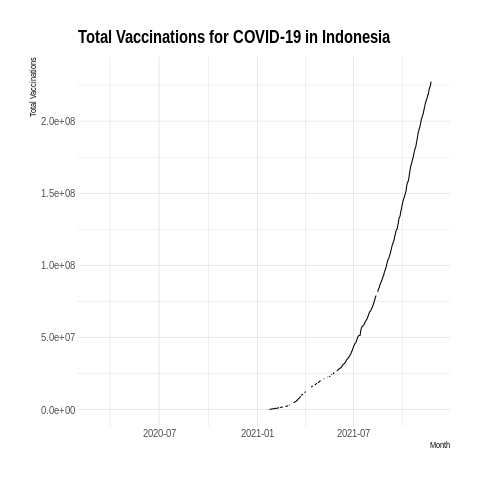 Total Vaccinations for COVID-19 in Indonesia
Total Vaccinations
2.0e+08
1.5e+08
1.0e+08
5.0e+07
0.0e+00
2020-07
2021-01
2021-07
Month